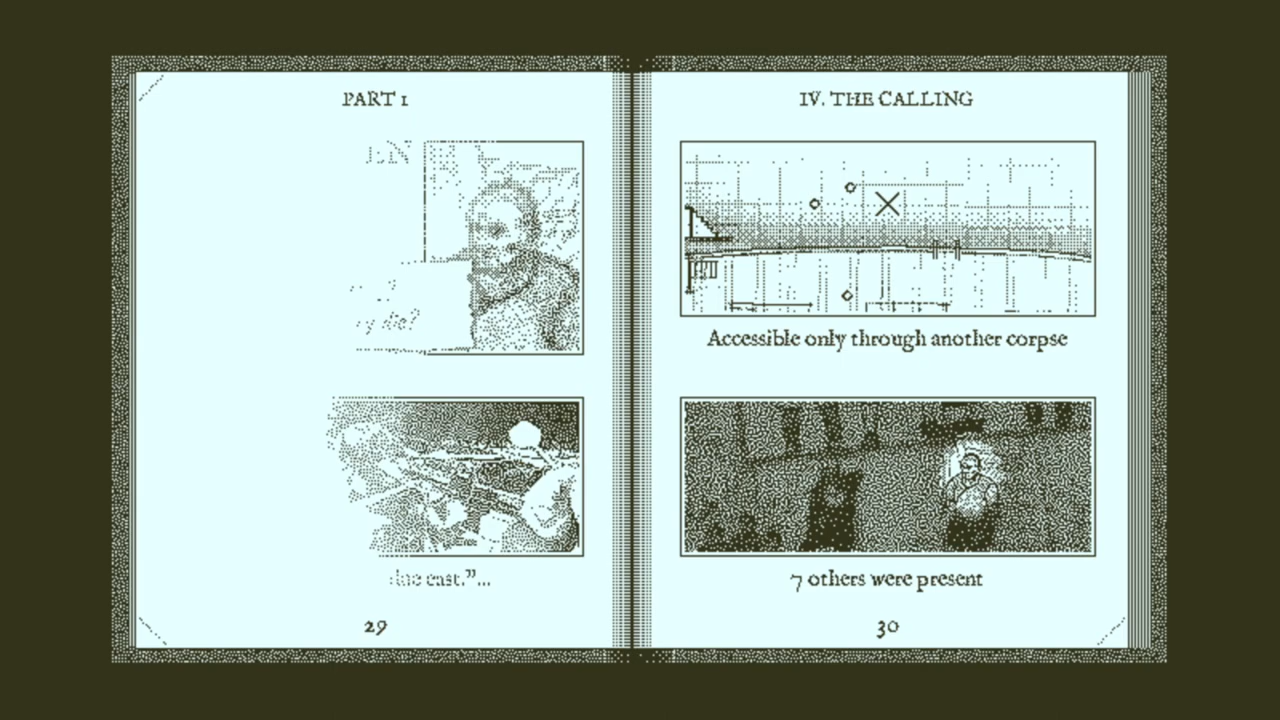 PART 1
29
IV. THE CALLING
Accessible only through another corpse
7 others were present
30